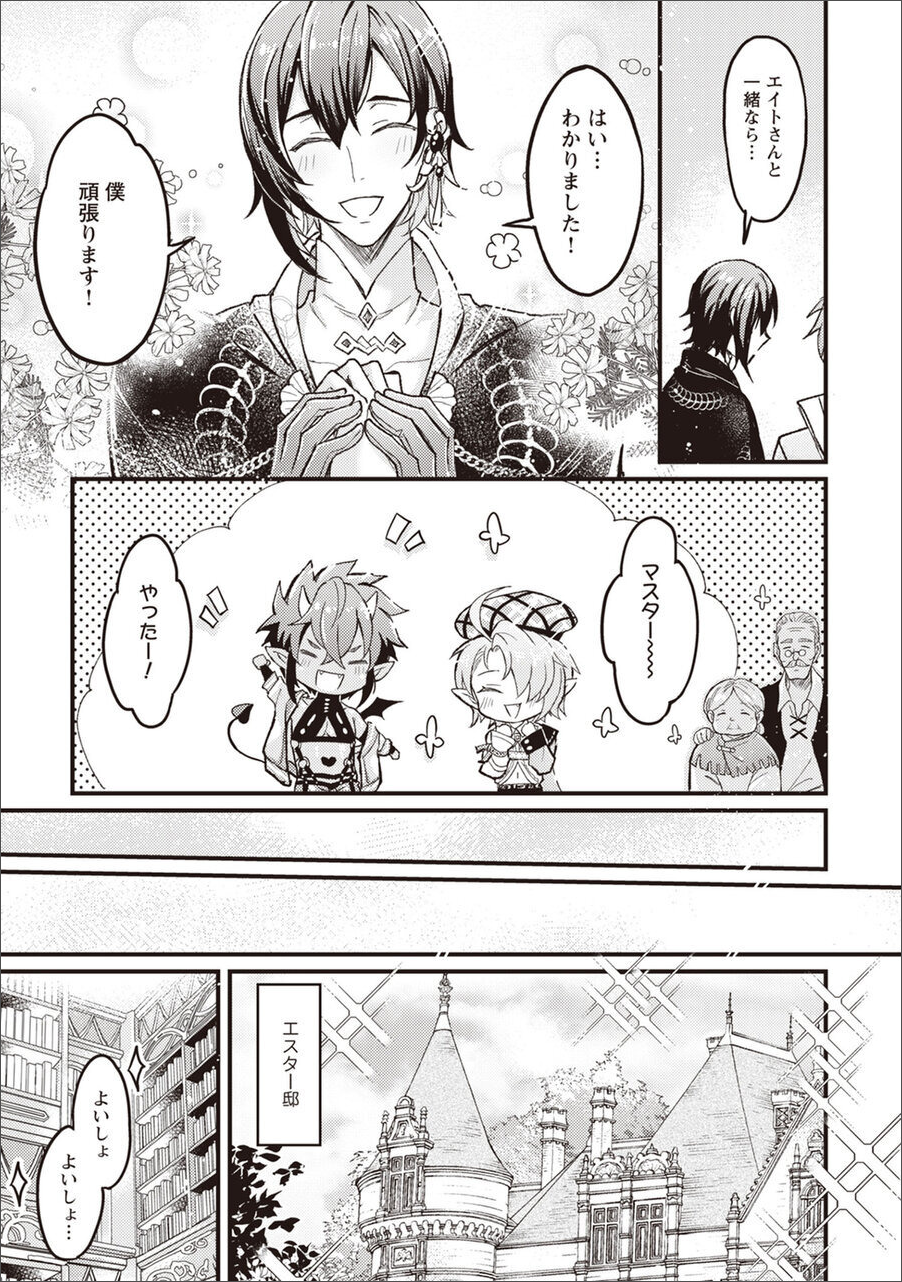 エイトさんと
一緒なら…
はい…
わかりました!
僕
頑張ります!
マスター〜〜〜
やったー!
エスター邸
よいしょ
よいしょ…